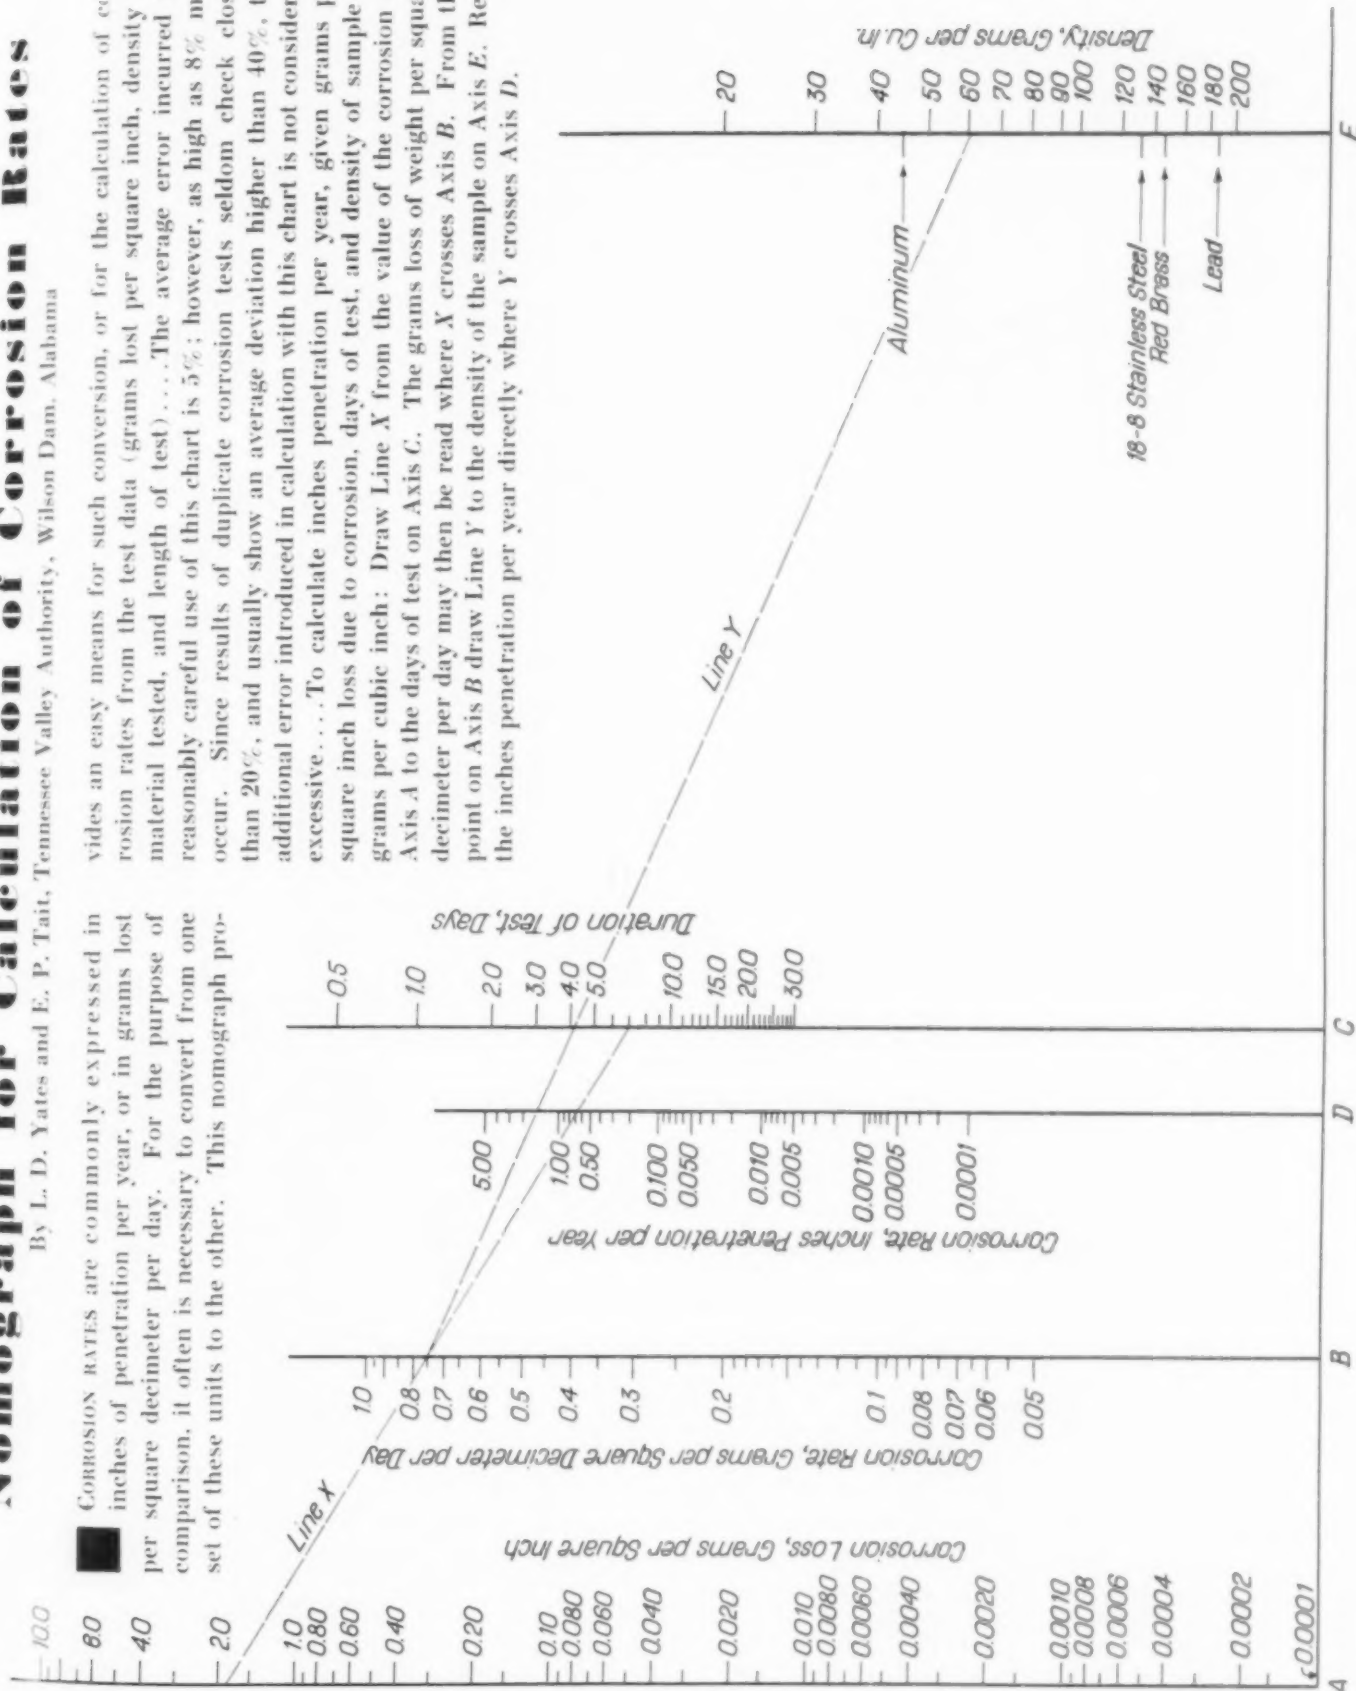 Nomograph for Calculation of Corrosion Rates
By L. D. Yates and E. P. Tait, Tennessee Valley Authority, Wilson Dam, Alabama
CORROSION RATES are commonly expressed in
inches of penetration per year, or in grams lost
per square decimeter per day. For the purpose of
comparison, it often is necessary to convert from one
set of these units to the other. This nomograph pro-
vides an easy means for such conversion, or for the calculation of
rosion rates from the test data (grams lost per square inch, density
material tested, and length of test)...The average error incurred
reasonably careful use of this chart is 5%; however, as high as 8%
occur. Since results of duplicate corrosion tests seldom check
than 20%, and usually show an average deviation higher than 40%,
additional error introduced in calculation with this chart is not
excessive...To calculate inches penetration per year, given grams
square inch loss due to corrosion, days of test, and density of sample
grams per cubic inch: Draw Line X from the value of the corrosion
Axis A to the days of test on Axis C. The grams loss of weight per
decimeter per day may then be read where X crosses Axis B. From
point on Axis B draw Line Y to the density of the sample on Axis E.
the inches penetration per year directly where Y crosses Axis D.
10.0
8.0
4.0
2.0
1.0
0.80
0.60
0.40
0.20
0.10
0.080
0.060
0.040
0.020
0.010
0.0080
0.0060
0.0040
0.0020
0.0010
0.0008
0.0006
0.0004
0.0002
0.0001
Corrosion Loss, Grams per Square Inch
A
Line X
1.0
0.8
0.7
0.6
0.5
0.4
0.3
0.2
0.1
0.08
0.07
0.06
0.05
Corrosion Rate, Grams per Square Decimeter per Day
B
5.00
1.00
0.50
0.100
0.050
0.010
0.005
0.0010
0.0005
0.0001
Corrosion Rate, Inches Penetration per Year
D
Duration of Test, Days
0.5
1.0
2.0
3.0
4.0
5.0
10.0
15.0
20.0
30.0
C
Line Y
Density, Grams per Cu. In.
20
30
40
50
60
70
80
90
100
120
140
160
180
200
Aluminum
18-8 Stainless Steel
Red Brass
Lead